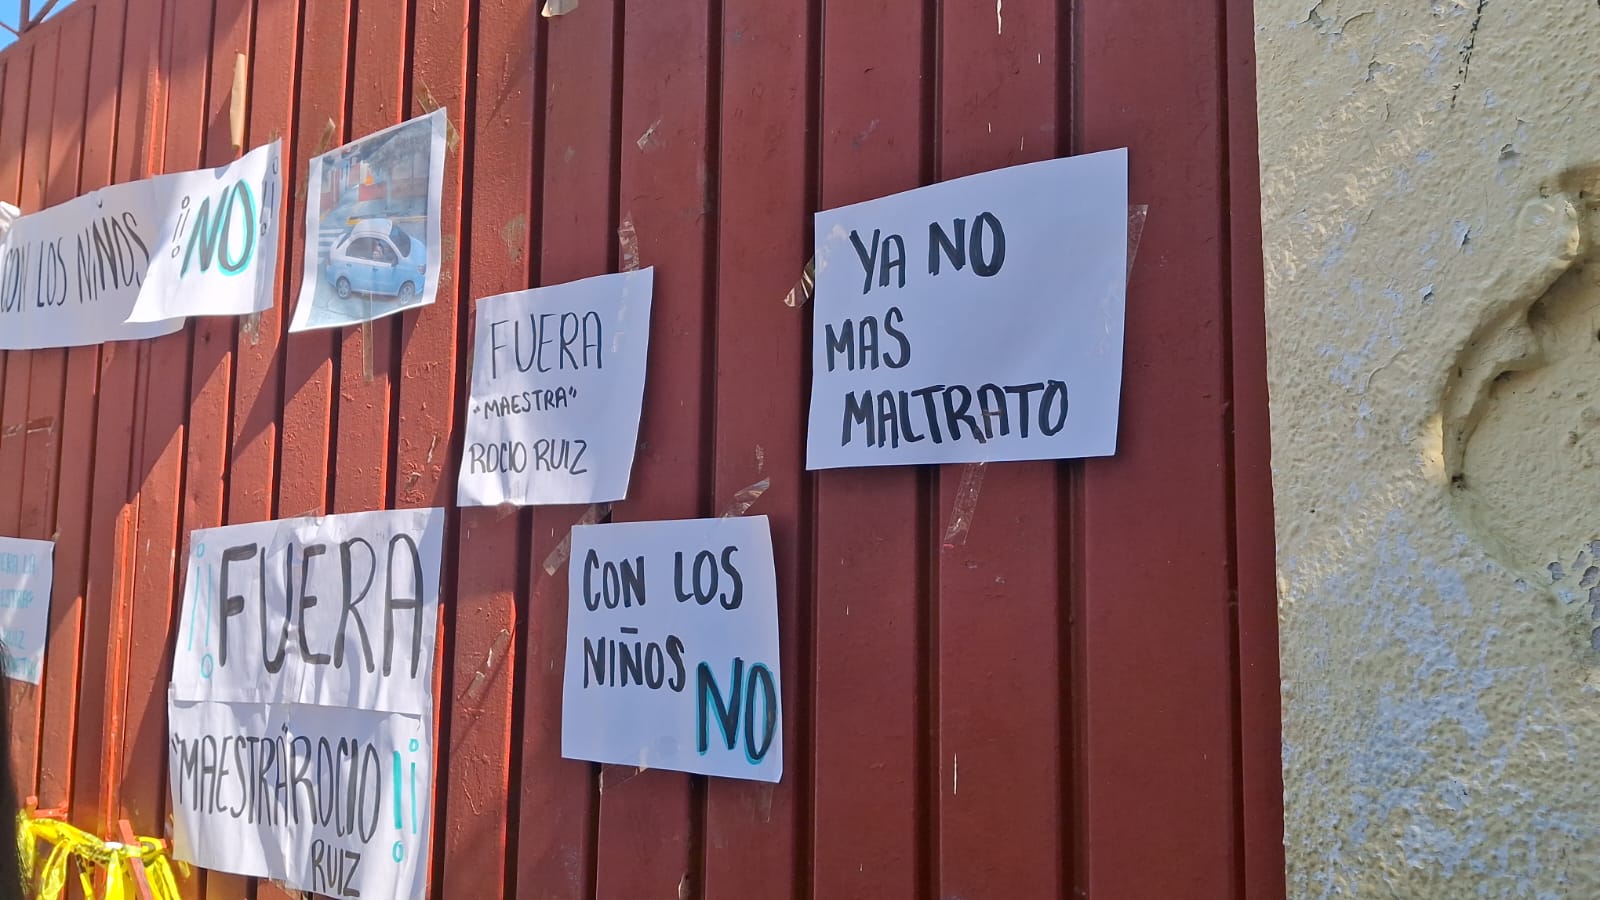 CON LOS NIÑOS ¡¡NO!!
FUERA
"MAESTRA"
ROCIO RUIZ
YA NO
MAS
MALTRATO
¡¡FUERA
"MAESTRA" ROCIO !!
RUIZ
CON LOS
NIÑOS
NO